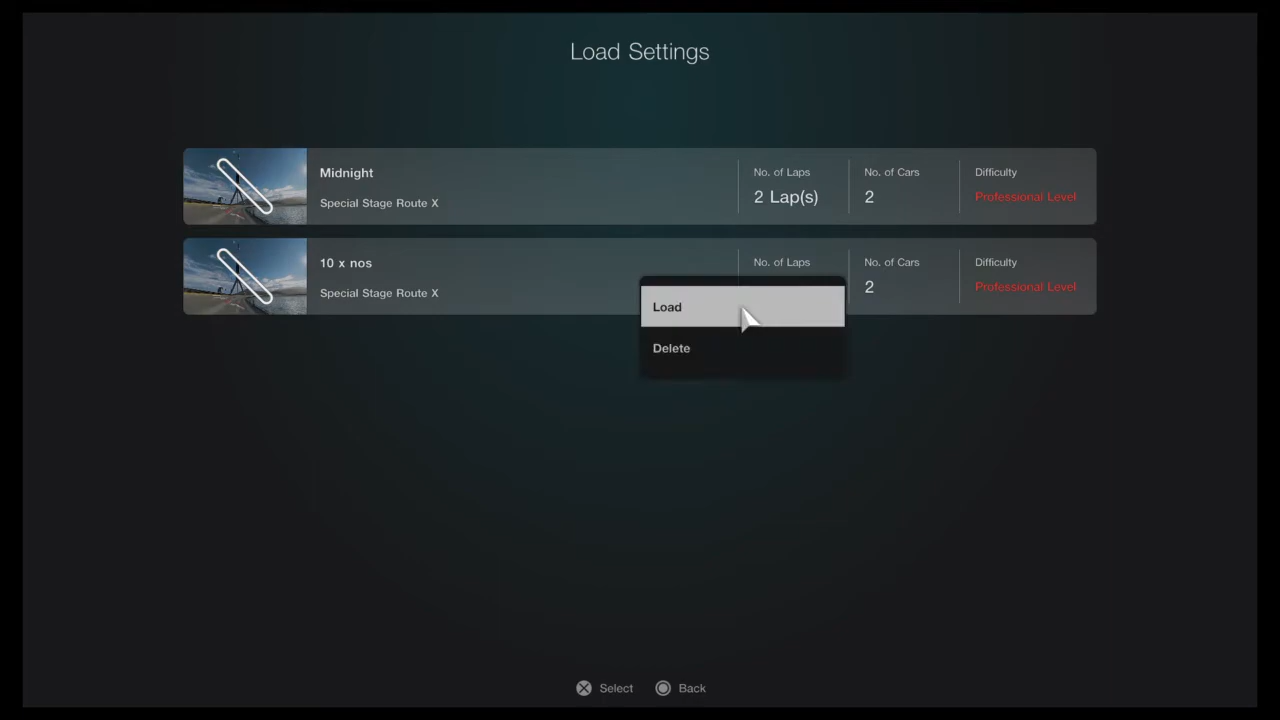 Load Settings
Midnight
Special Stage Route X
No. of Laps
2 Lap(s)
No. of Cars
2
Difficulty
Professional Level
10 x nos
Special Stage Route X
No. of Laps
No. of Cars
2
Difficulty
Professional Level
Load
Delete
Select
Back